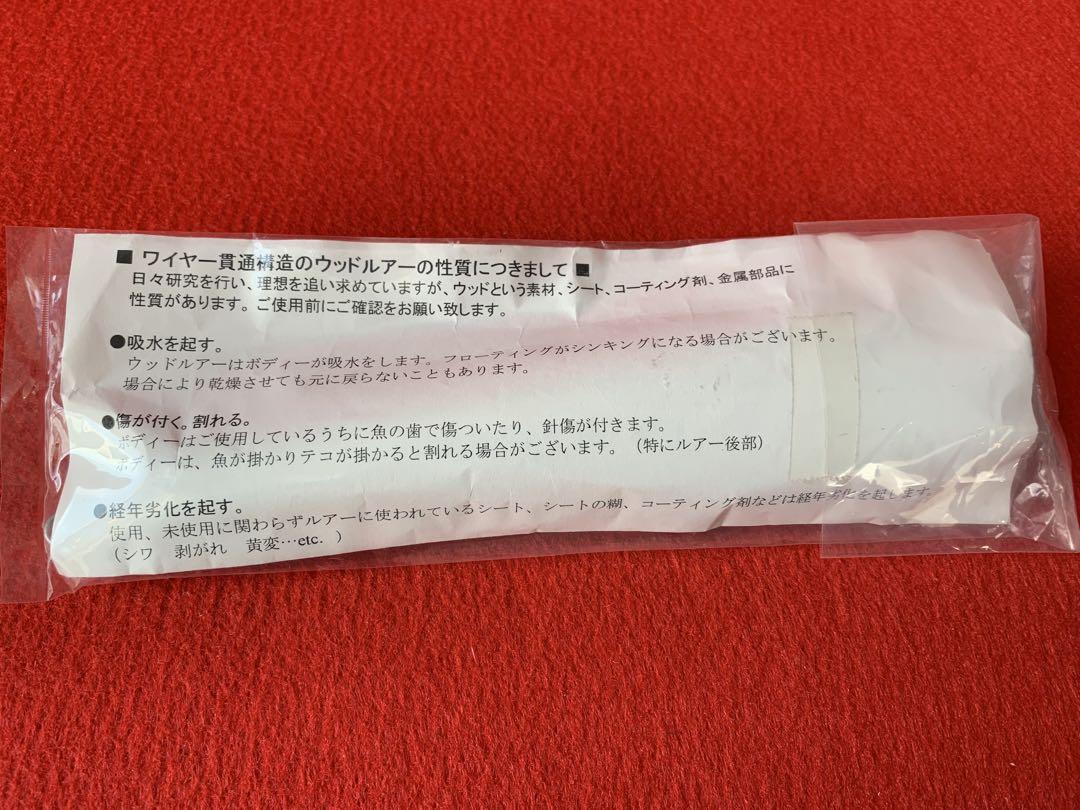 ■ ワイヤー貫通構造のウッドルアーの性質につきまして ■
日々研究を行い、理想を追い求めていますが、ウッドという素材、シート、コーティング剤、金属部品に
性質があります。ご使用前にご確認をお願い致します。
●吸水を起す。
ウッドルアーはボディーが吸水をします。フローティングがシンキングになる場合がございます。
場合により乾燥させても元に戻らないこともあります。
●傷が付く。割れる。
ボディーはご使用しているうちに魚の歯で傷ついたり、針傷が付きます。
ボディーは、魚が掛かりテコが掛かると割れる場合がございます。（特にルアー後部）
●経年劣化を起す。
使用、未使用に関わらずルアーに使われているシート、シートの糊、コーティング剤などは経年劣化を起します。
（シワ　剥がれ　黄変…etc. ）